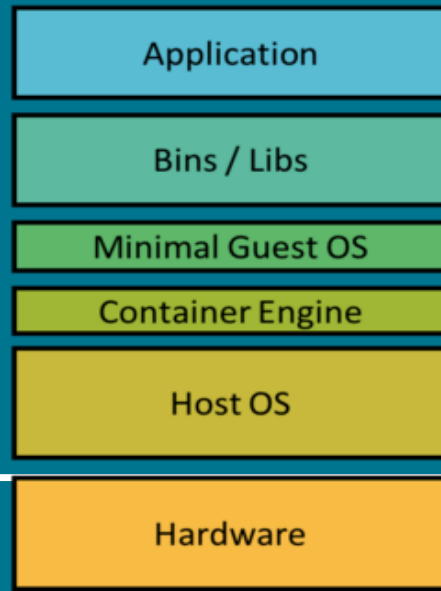 Application
Bins / Libs
Minimal Guest OS
Container Engine
Host OS
Hardware